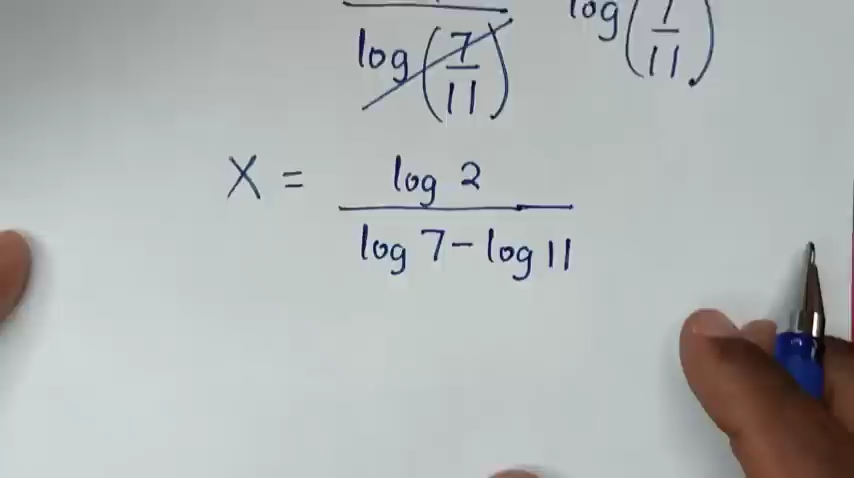 log(7/11) log(7/11)
X = log 2 / (log 7 - log 11)